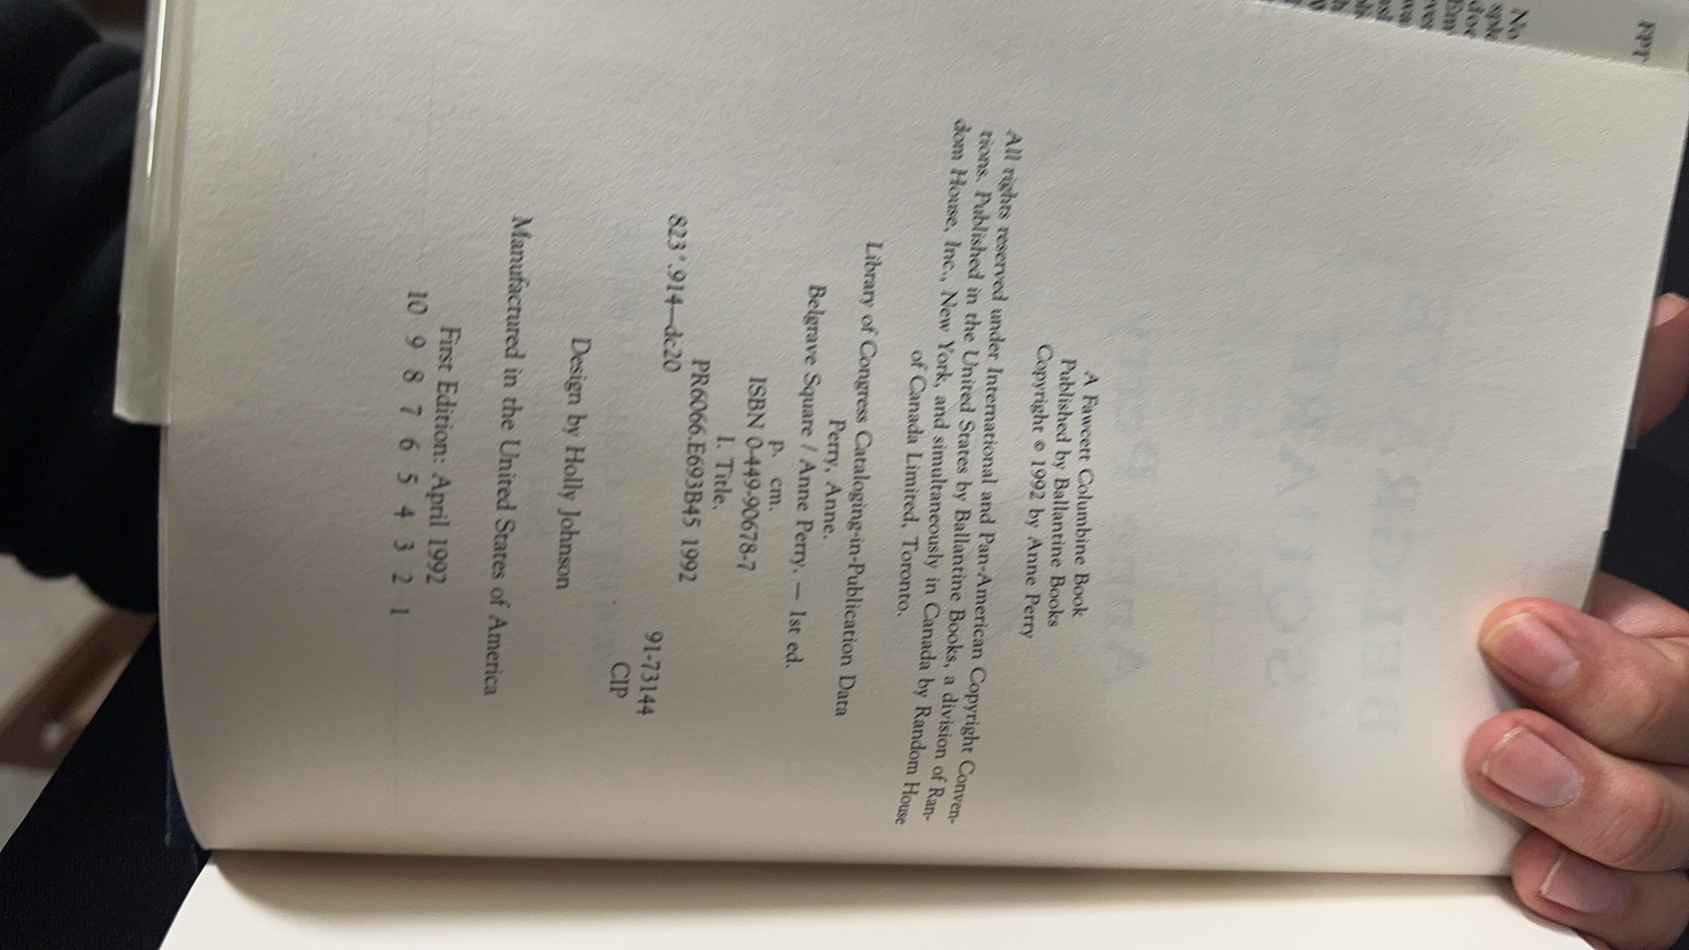 A Fawcett Columbine Book
Published by Ballantine Books
Copyright © 1992 by Anne Perry
All rights reserved under International and Pan-American Copyright Conven-
tions. Published in the United States by Ballantine Books, a division of Ran-
dom House, Inc., New York, and simultaneously in Canada by Random House
of Canada Limited, Toronto.
Library of Congress Cataloging-in-Publication Data
Perry, Anne.
Belgrave Square / Anne Perry. — 1st ed.
p. cm.
ISBN 0-449-90678-7
I. Title.
PR6066.E693B45 1992
823'.914—dc20
91-73144
CIP
Design by Holly Johnson
Manufactured in the United States of America
First Edition: April 1992
10 9 8 7 6 5 4 3 2 1